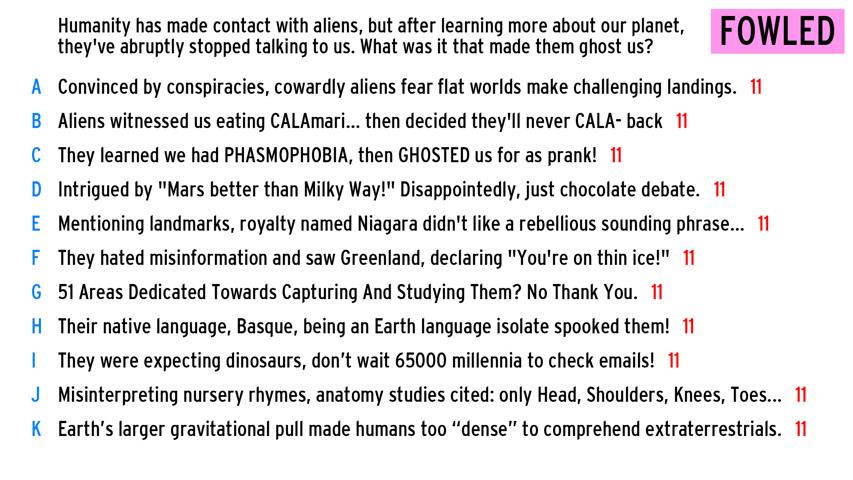 Humanity has made contact with aliens, but after learning more about our planet,
they've abruptly stopped talking to us. What was it that made them ghost us?
FOWLED
A Convinced by conspiracies, cowardly aliens fear flat worlds make challenging landings. 11
B Aliens witnessed us eating CALAmari... then decided they'll never CALA- back 11
C They learned we had PHASMOPHOBIA, then GHOSTED us for as prank! 11
D Intrigued by "Mars better than Milky Way!" Disappointedly, just chocolate debate. 11
E Mentioning landmarks, royalty named Niagara didn't like a rebellious sounding phrase... 11
F They hated misinformation and saw Greenland, declaring "You're on thin ice!" 11
G 51 Areas Dedicated Towards Capturing And Studying Them? No Thank You. 11
H Their native language, Basque, being an Earth language isolate spooked them! 11
I They were expecting dinosaurs, don't wait 65000 millennia to check emails! 11
J Misinterpreting nursery rhymes, anatomy studies cited: only Head, Shoulders, Knees, Toes... 11
K Earth's larger gravitational pull made humans too “dense” to comprehend extraterrestrials. 11